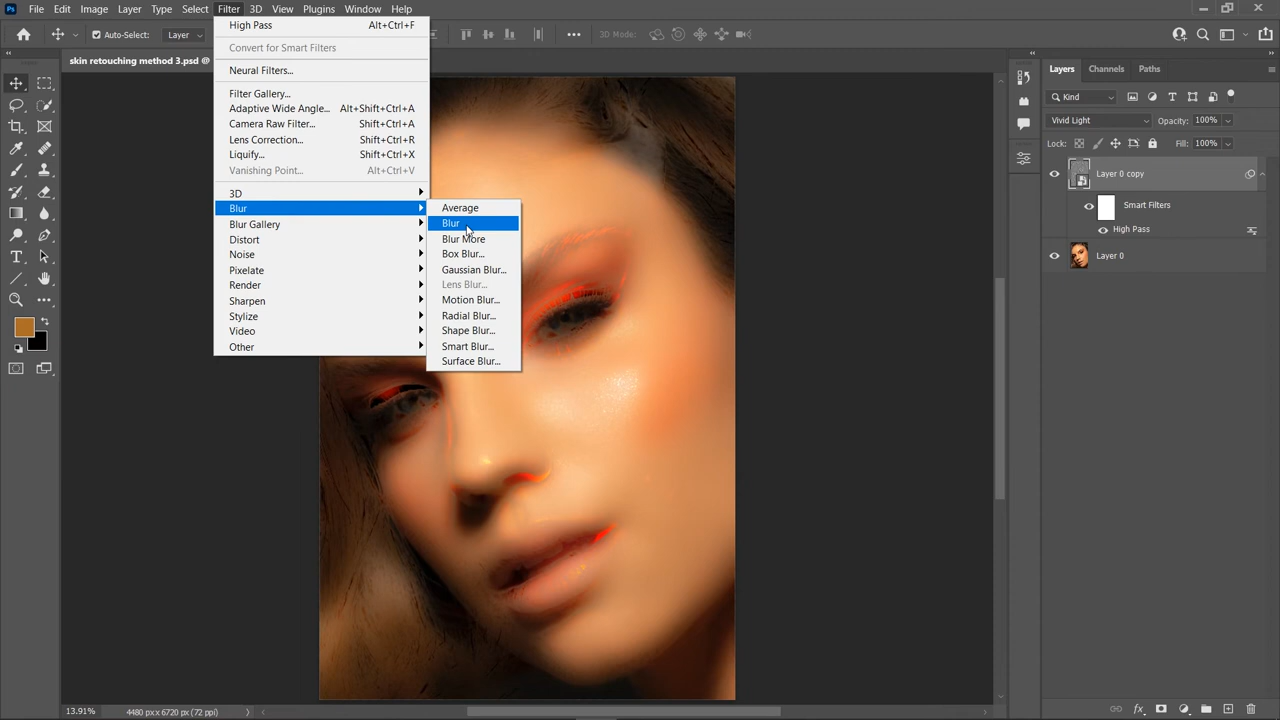 Ps File Edit Image Layer Type Select Filter 3D View Plugins Window Help
Auto-Select: Layer
3D Mode:
skin retouching method 3.psd @
High Pass Alt+Ctrl+F
Convert for Smart Filters
Neural Filters...
Filter Gallery...
Adaptive Wide Angle... Alt+Shift+Ctrl+A
Camera Raw Filter... Shift+Ctrl+A
Lens Correction... Shift+Ctrl+R
Liquify... Shift+Ctrl+X
Vanishing Point... Alt+Ctrl+V
3D
Blur
Blur Gallery
Distort
Noise
Pixelate
Render
Sharpen
Stylize
Video
Other
Average
Blur
Blur More
Box Blur...
Gaussian Blur...
Lens Blur...
Motion Blur...
Radial Blur...
Shape Blur...
Smart Blur...
Surface Blur...
Layers Channels Paths
Kind
Vivid Light Opacity: 100%
Lock: Fill: 100%
Layer 0 copy
Smart Filters
High Pass
Layer 0
13.91% 4480 px x 6720 px (72 ppi)